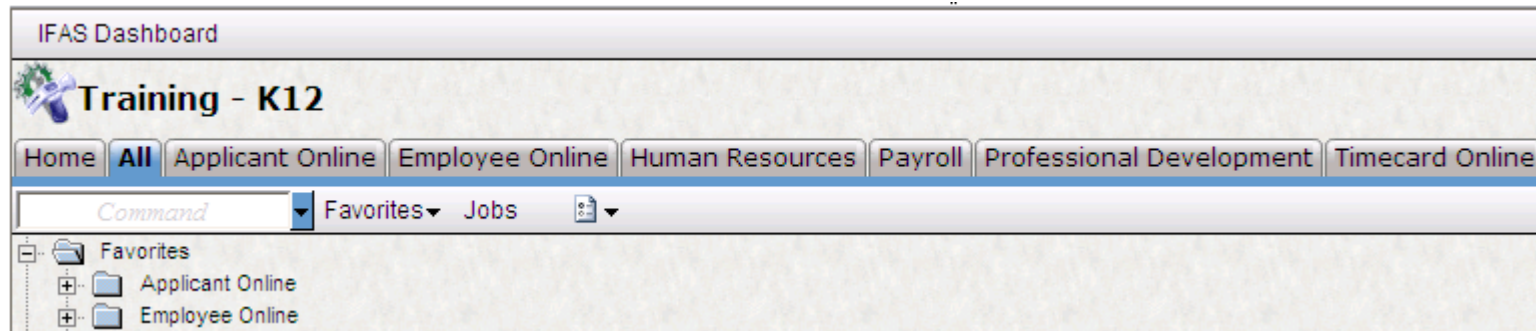 IFAS Dashboard
Training - K12
Home All Applicant Online Employee Online Human Resources Payroll Professional Development Timecard Online
Command Favorites Jobs
Favorites
Applicant Online
Employee Online